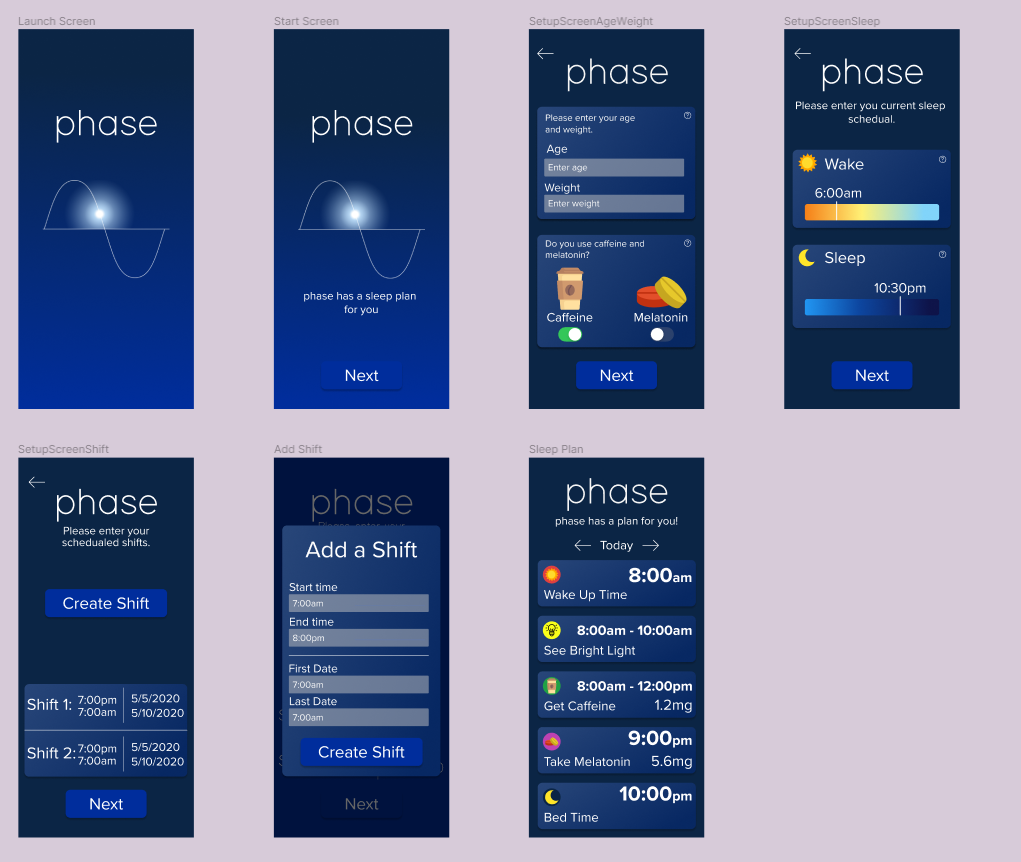 Launch Screen
phase
Start Screen
phase
phase has a sleep plan
for you
Next
SetupScreenAgeWeight
phase
Please enter your age
and weight.
Age
Enter age
Weight
Enter weight
Do you use caffeine and
melatonin?
Caffeine
Melatonin
Next
SetupScreenSleep
phase
Please enter you current sleep
schedual.
Wake
6:00am
Sleep
10:30pm
Next
SetupScreenShift
phase
Please enter your
schedualed shifts.
Create Shift
Shift 1:
7:00pm
7:00am
5/5/2020
5/10/2020
Shift 2:
7:00pm
7:00am
5/5/2020
5/10/2020
Next
Add Shift
phase
Please enter your
Add a Shift
Start time
7:00am
End time
8:00pm
First Date
7:00am
Last Date
7:00am
Create Shift
Next
Sleep Plan
phase
phase has a plan for you!
Today
8:00am
Wake Up Time
8:00am - 10:00am
See Bright Light
8:00am - 12:00pm
Get Caffeine 1.2mg
9:00pm
Take Melatonin 5.6mg
10:00pm
Bed Time